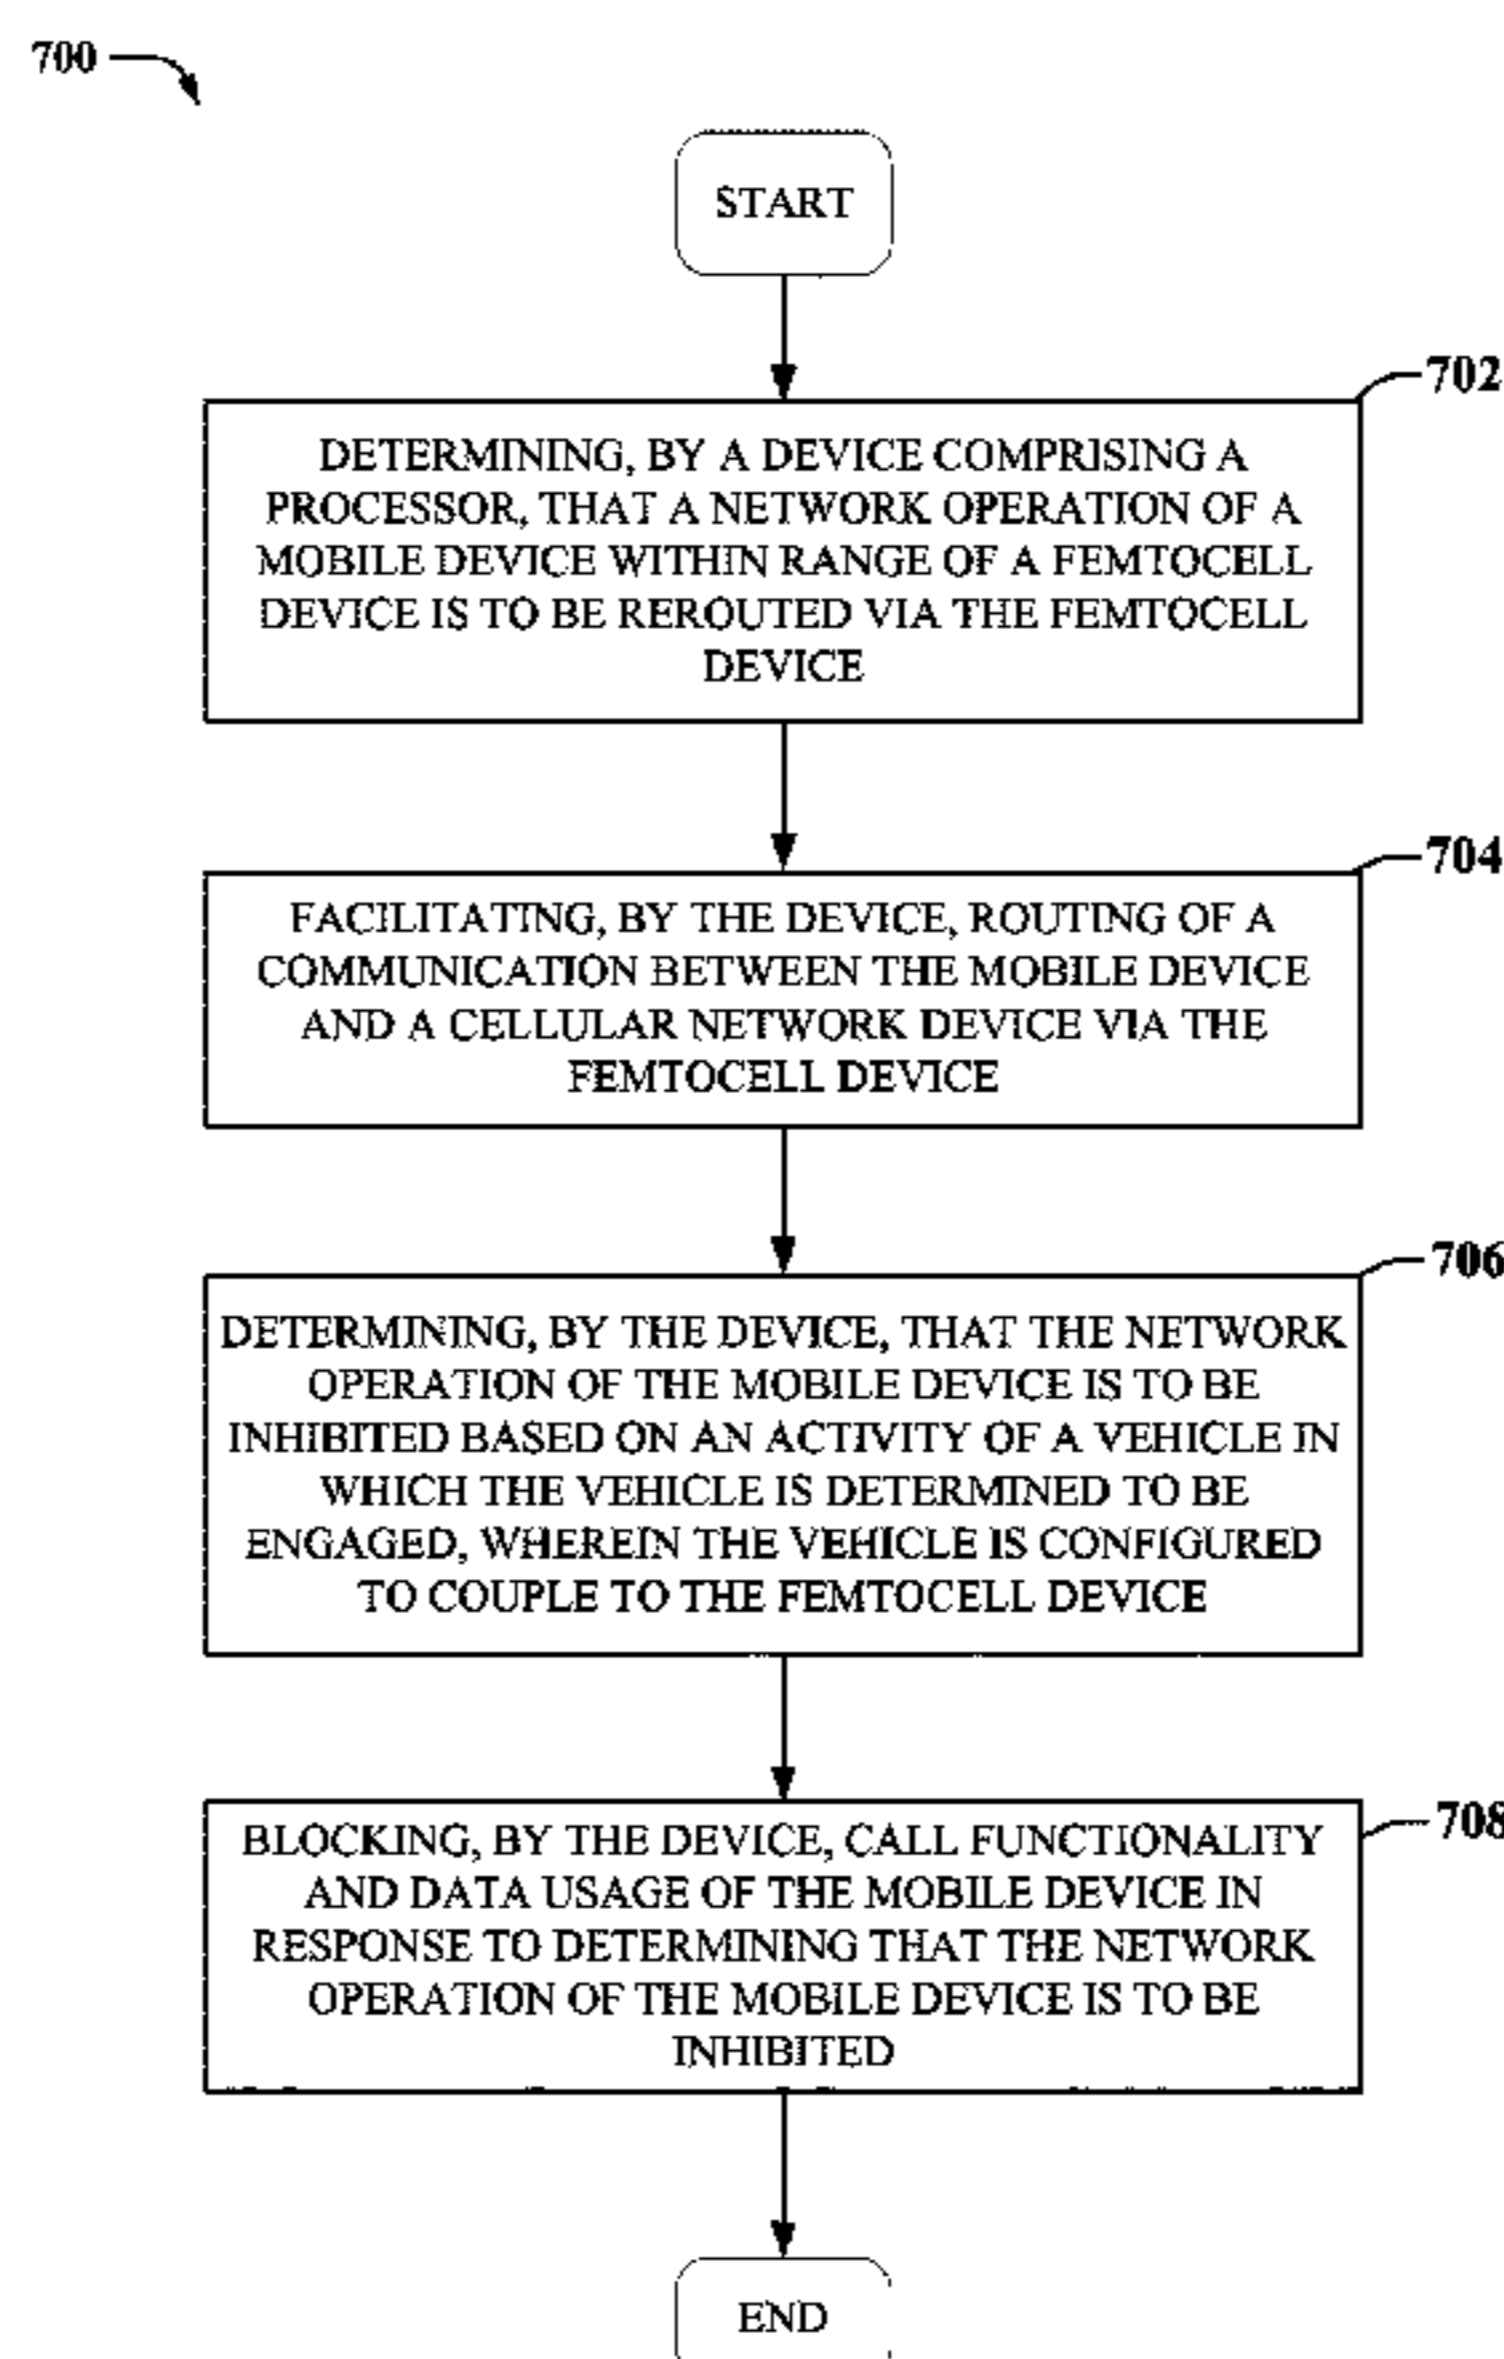 700
START
702
DETERMINING, BY A DEVICE COMPRISING A
PROCESSOR, THAT A NETWORK OPERATION OF A
MOBILE DEVICE WITHIN RANGE OF A FEMTOCELL
DEVICE IS TO BE REROUTED VIA THE FEMTOCELL
DEVICE
704
FACILITATING, BY THE DEVICE, ROUTING OF A
COMMUNICATION BETWEEN THE MOBILE DEVICE
AND A CELLULAR NETWORK DEVICE VIA THE
FEMTOCELL DEVICE
706
DETERMINING, BY THE DEVICE, THAT THE NETWORK
OPERATION OF THE MOBILE DEVICE IS TO BE
INHIBITED BASED ON AN ACTIVITY OF A VEHICLE IN
WHICH THE VEHICLE IS DETERMINED TO BE
ENGAGED, WHEREIN THE VEHICLE IS CONFIGURED
TO COUPLE TO THE FEMTOCELL DEVICE
708
BLOCKING, BY THE DEVICE, CALL FUNCTIONALITY
AND DATA USAGE OF THE MOBILE DEVICE IN
RESPONSE TO DETERMINING THAT THE NETWORK
OPERATION OF THE MOBILE DEVICE IS TO BE
INHIBITED
END